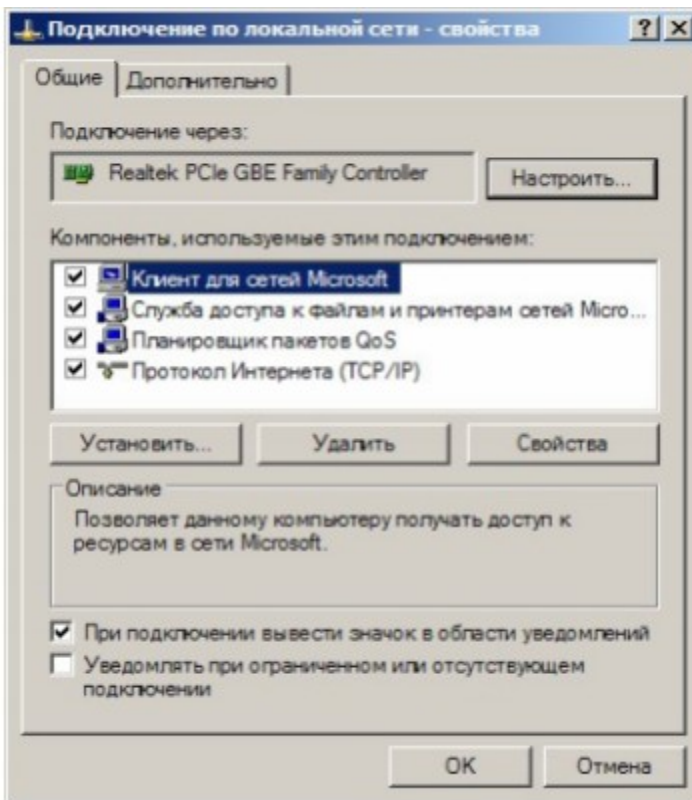 Подключение по локальной сети - свойства
Общие
Дополнительно
Подключение через:
Realtek PCIe GBE Family Controller
Настроить...
Компоненты, используемые этим подключением:
Клиент для сетей Microsoft
Служба доступа к файлам и принтерам сетей Micro...
Планировщик пакетов QoS
Протокол Интернета (TCP/IP)
Установить...
Удалить
Свойства
Описание
Позволяет данному компьютеру получать доступ к
ресурсам в сети Microsoft.
При подключении вывести значок в области уведомлений
Уведомлять при ограниченном или отсутствующем
подключении
OK
Отмена